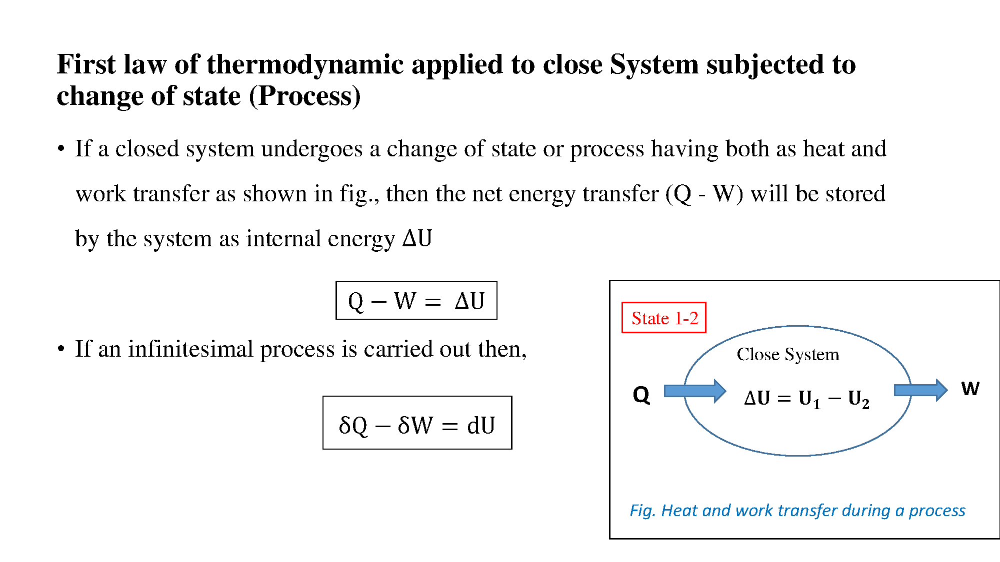 First law of thermodynamic applied to close System subjected to
change of state (Process)
• If a closed system undergoes a change of state or process having both as heat and
work transfer as shown in fig., then the net energy transfer (Q - W) will be stored
by the system as internal energy ΔU
Q − W = ΔU
• If an infinitesimal process is carried out then,
δQ − δW = dU
State 1-2
Close System
Q
ΔU = U₁ − U₂
W
Fig. Heat and work transfer during a process